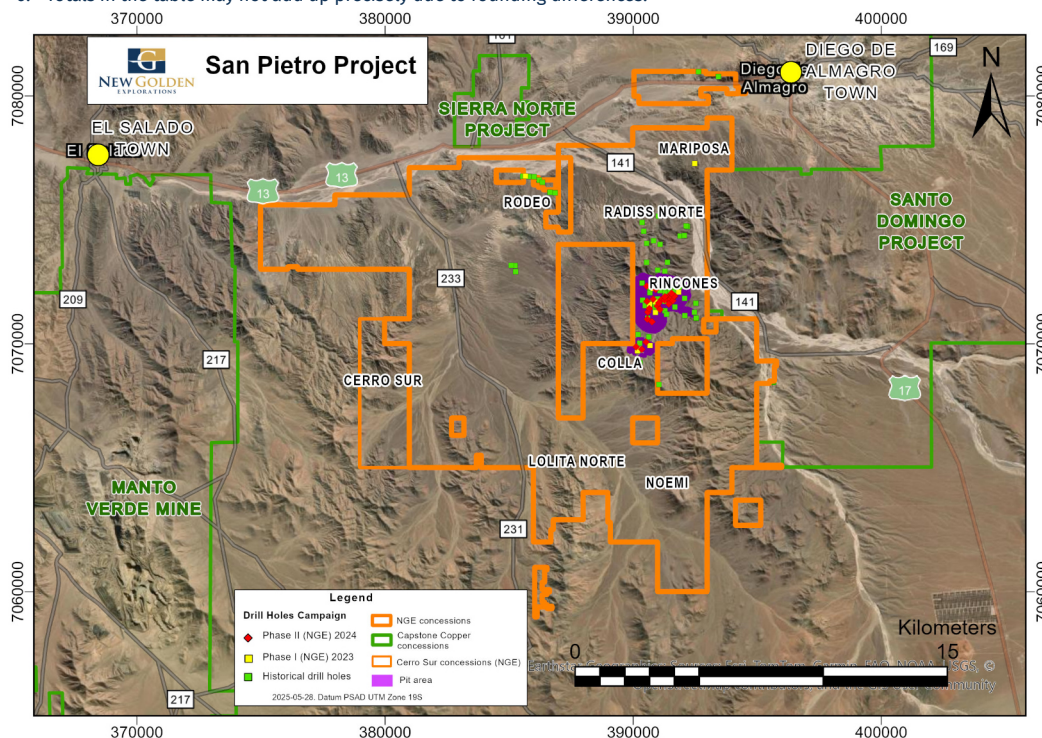 370000
380000
390000
400000
NEW GOLDEN
EXPLORATIONS
San Pietro Project
161
DIEGO DE
ALMAGRO
TOWN
Diego
Almagro
169
7080000
7080000
SIERRA NORTE
PROJECT
EL SALADO
TOWN
El
N
13
13
141
MARIPOSA
RODEO
RADISS NORTE
SANTO
DOMINGO
PROJECT
233
RINCONES
209
141
7070000
7070000
217
COLLA
CERRO SUR
17
LOLITA NORTE
NOEMI
MANTO
VERDE MINE
231
7060000
7060000
Legend
Drill Holes Campaign
Phase II (NGE) 2024
Phase I (NGE) 2023
Historical drill holes
NGE concessions
Capstone Copper
concessions
Cerro Sur concessions (NGE)
Pit area
2025-05-28. Datum PSAD UTM Zone 19S
Kilometers
0
15
217
370000
380000
390000
400000